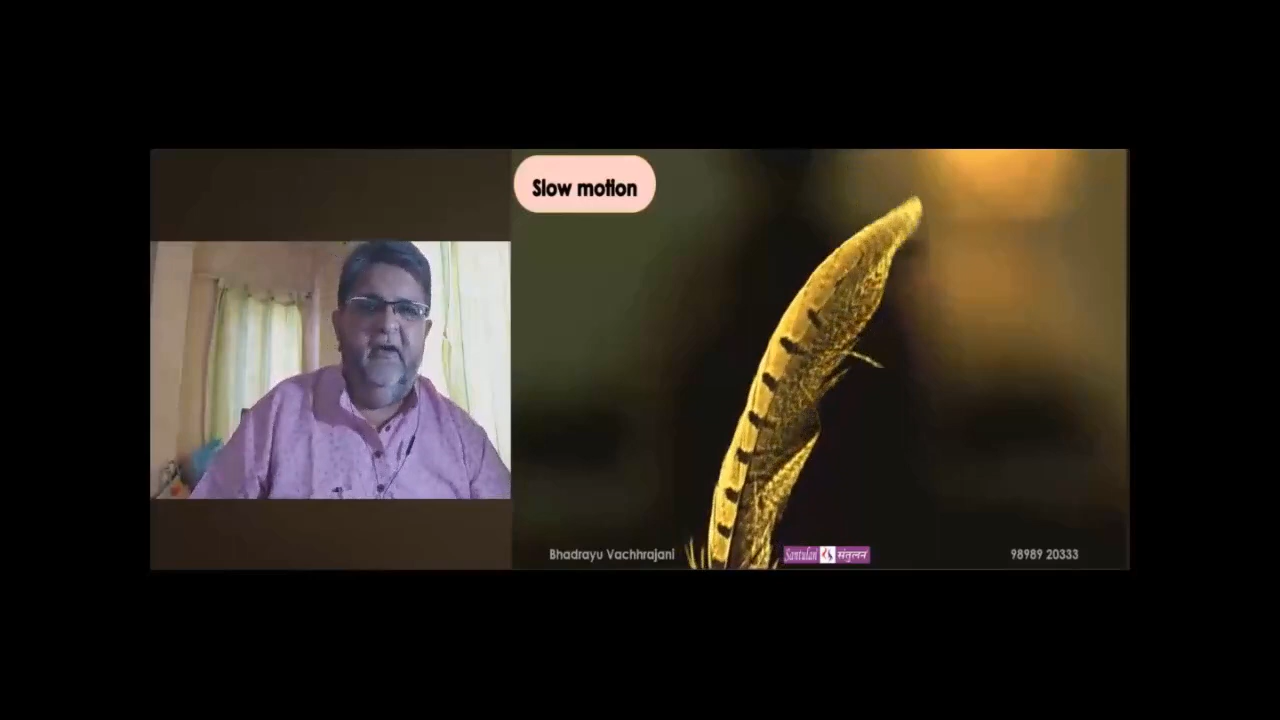 Slow motion
Bhadrayu Vachhrajani
Santulan संतुलन
98989 20333